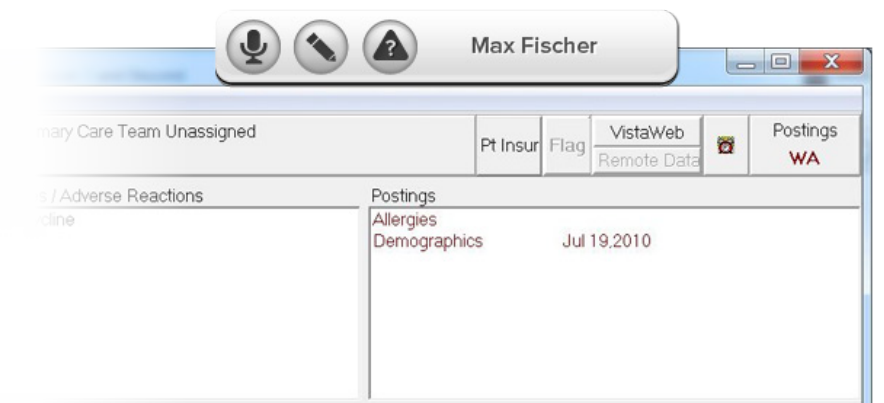 Max Fischer
Care Team Unassigned
Pt Insur
Flag
VistaWeb
Remote Data
Postings
WA
/ Adverse Reactions
Postings
Allergies
Demographics Jul 19,2010